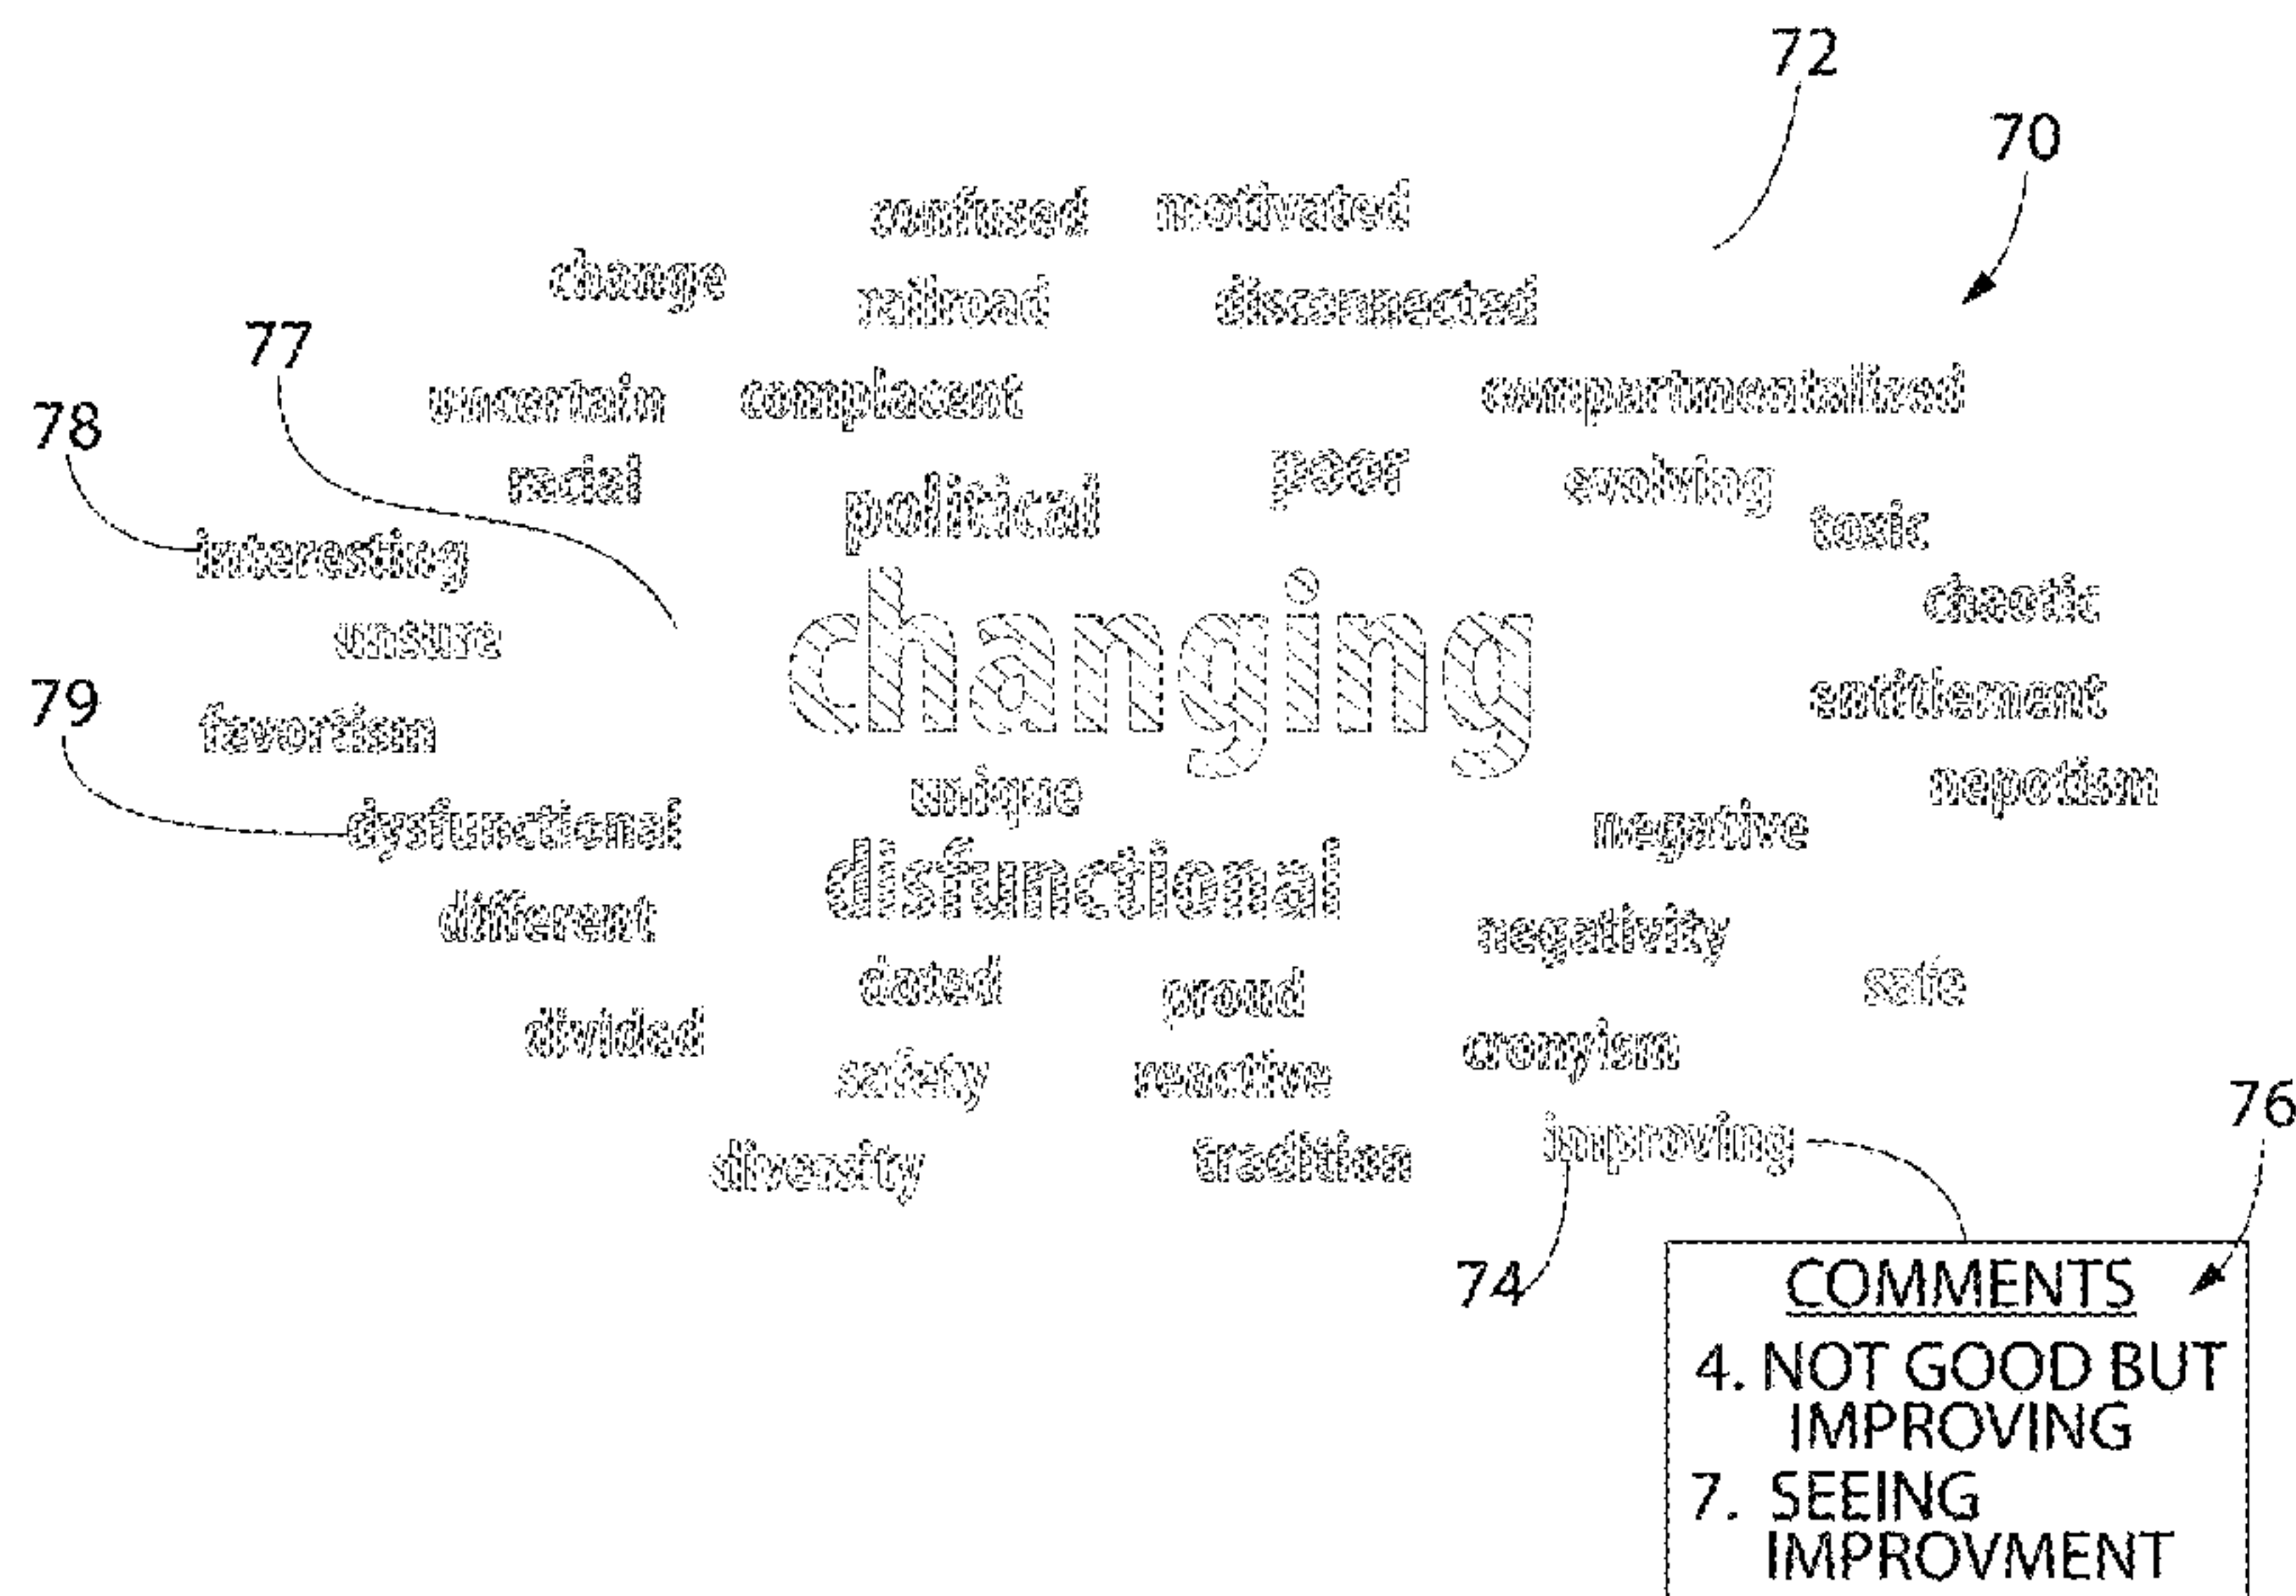 72
70
confused motivated
change railroad disconnected
77
uncertain complacent compartmentalized
78
racial political poor evolving
toxic
interesting
changing
chaotic
unsure
79
favortism
entitlement
unique
nepotism
dysfunctional
disfunctional
negative
different
negativity
dated proud safe
divided
cronyism
safety reactive
76
diversity tradition improving
74
COMMENTS
4. NOT GOOD BUT
IMPROVING
7. SEEING
IMPROVMENT